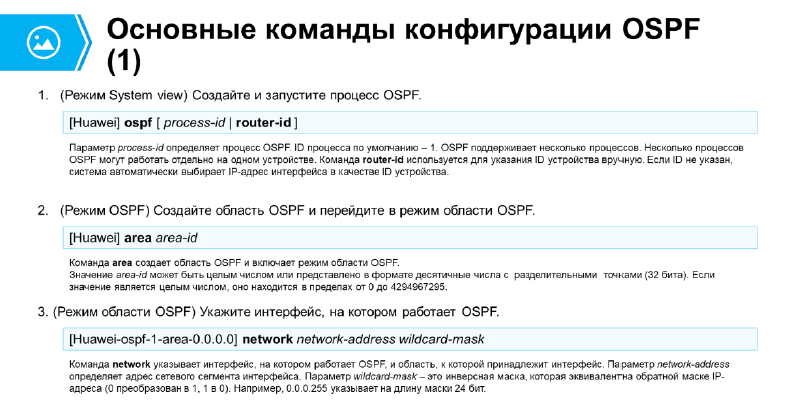 Основные команды конфигурации OSPF
(1)
1. (Режим System view) Создайте и запустите процесс OSPF.
[Huawei] ospf [ process-id | router-id ]
Параметр process-id определяет процесс OSPF. ID процесса по умолчанию – 1. OSPF поддерживает несколько процессов. Несколько процессов
OSPF могут работать отдельно на одном устройстве. Команда router-id используется для указания ID устройства вручную. Если ID не указан,
система автоматически выбирает IP-адрес интерфейса в качестве ID устройства.
2. (Режим OSPF) Создайте область OSPF и перейдите в режим области OSPF.
[Huawei] area area-id
Команда area создает область OSPF и включает режим области OSPF.
Значение area-id может быть целым числом или представлено в формате десятичные числа с разделительными точками (32 бита). Если
значение является целым числом, оно находится в пределах от 0 до 4294967295.
3. (Режим области OSPF) Укажите интерфейс, на котором работает OSPF.
[Huawei-ospf-1-area-0.0.0.0] network network-address wildcard-mask
Команда network указывает интерфейс, на котором работает OSPF, и область, к которой принадлежит интерфейс. Параметр network-address
определяет адрес сетевого сегмента интерфейса. Параметр wildcard-mask – это инверсная маска, которая эквивалентна обратной маске IP-
адреса (0 преобразован в 1, 1 в 0). Например, 0.0.0.255 указывает на длину маски 24 бит.